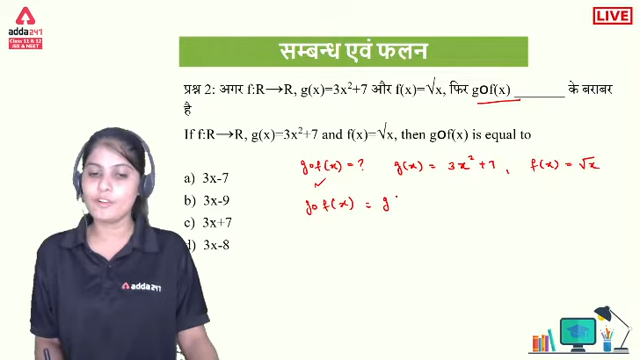 adda247
Class 11 & 12
JEE & NEET
LIVE
सम्बन्ध एवं फलन
प्रश्न 2: अगर f:R→R, g(x)=3x²+7 और f(x)=√x, फिर gOf(x) ________ के बराबर
है
If f:R→R, g(x)=3x²+7 and f(x)=√x, then gOf(x) is equal to
gof(x) = ? g(x) = 3x²+7 , f(x) = √x
a) 3x-7
gof(x) = g
b) 3x-9
c) 3x+7
d) 3x-8
adda247